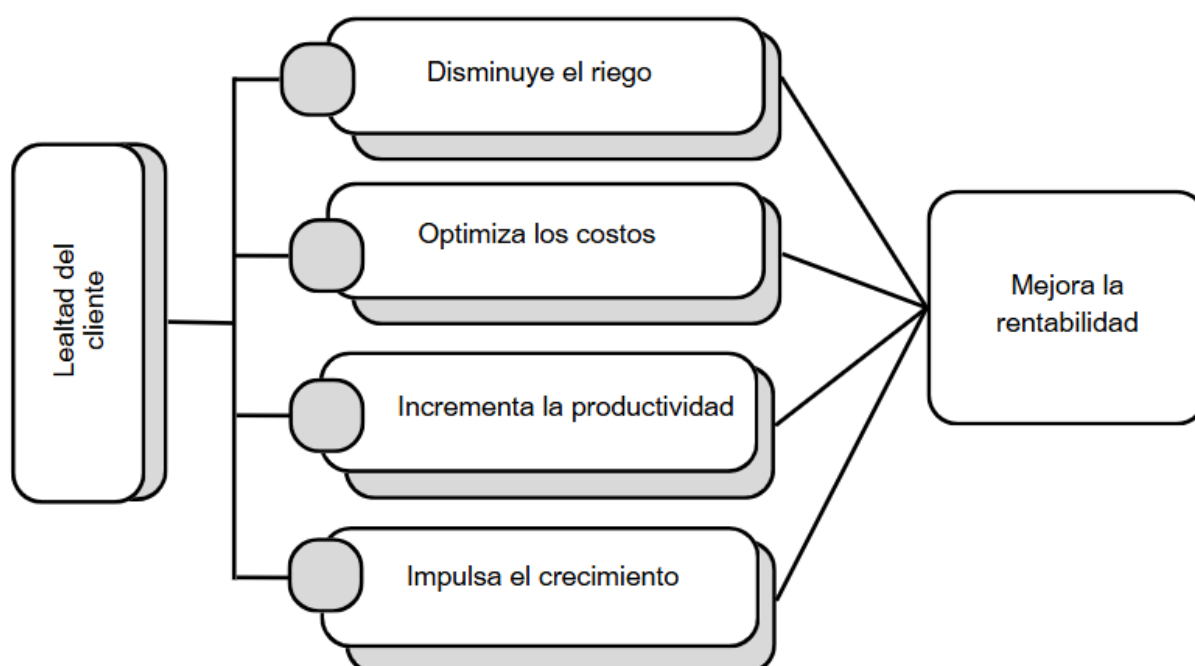 Lealtad del
cliente
Disminuye el riego
Optimiza los costos
Incrementa la productividad
Impulsa el crecimiento
Mejora la
rentabilidad